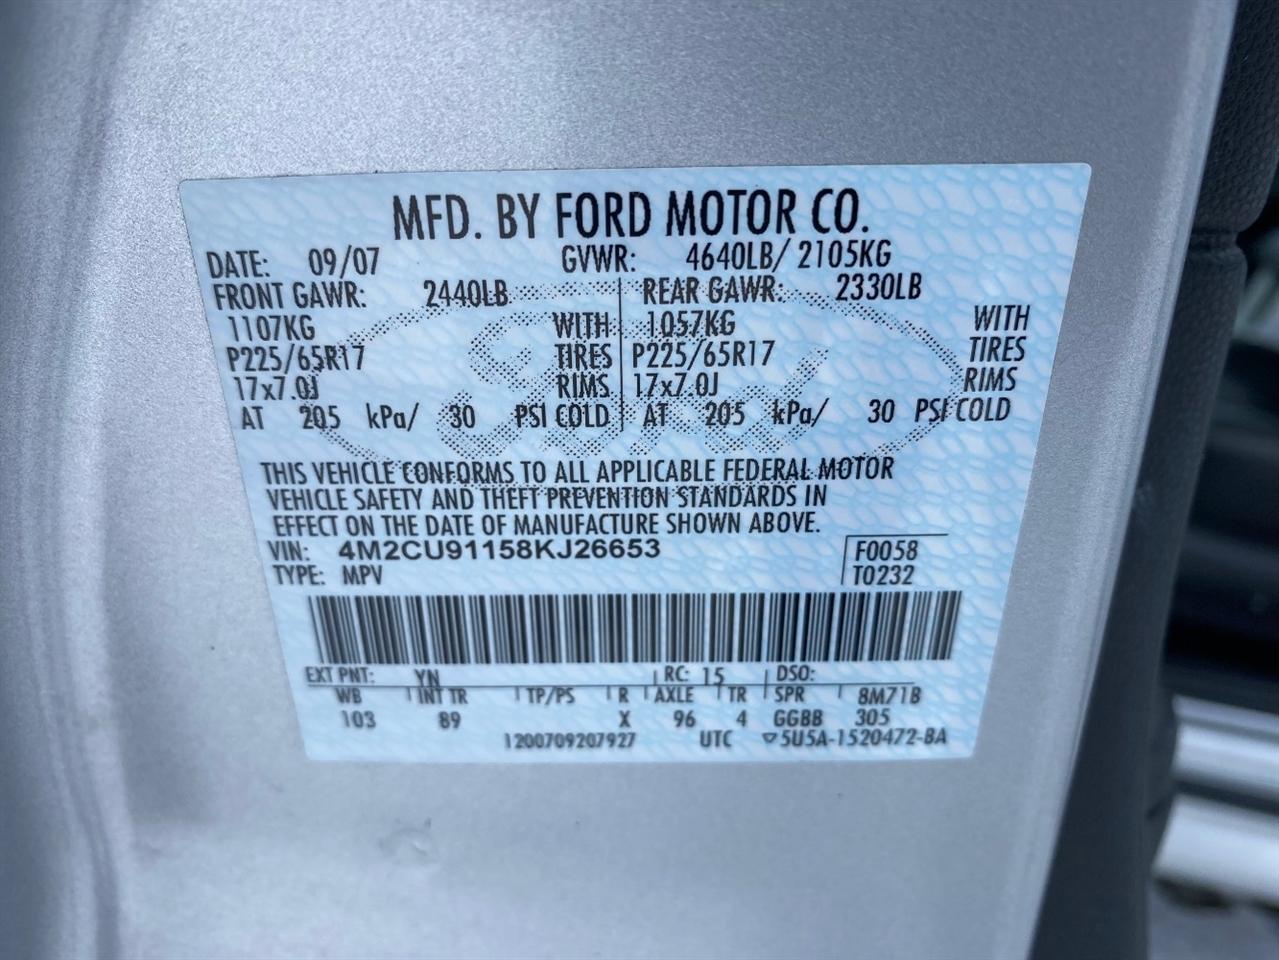 MFD. BY FORD MOTOR CO.
DATE: 09/07 GVWR: 4640LB/ 2105KG
FRONT GAWR: 2440LB REAR GAWR: 2330LB
1107KG WITH 1057KG WITH
P225/65R17 TIRES P225/65R17 TIRES
17x7.0J RIMS 17x7.0J RIMS
AT 205 kPa/ 30 PSI COLD AT 205 kPa/ 30 PSI COLD
THIS VEHICLE CONFORMS TO ALL APPLICABLE FEDERAL MOTOR
VEHICLE SAFETY AND THEFT PREVENTION STANDARDS IN
EFFECT ON THE DATE OF MANUFACTURE SHOWN ABOVE.
VIN: 4M2CU91158KJ26653 F0058
TYPE: MPV T0232
EXT PNT: YN RC: 15 DSO:
WB INT TR TP/PS R AXLE TR SPR 8M71B
103 89 X 96 4 GGBB 305
1200709207927 UTC ▽5U5A-1520472-BA